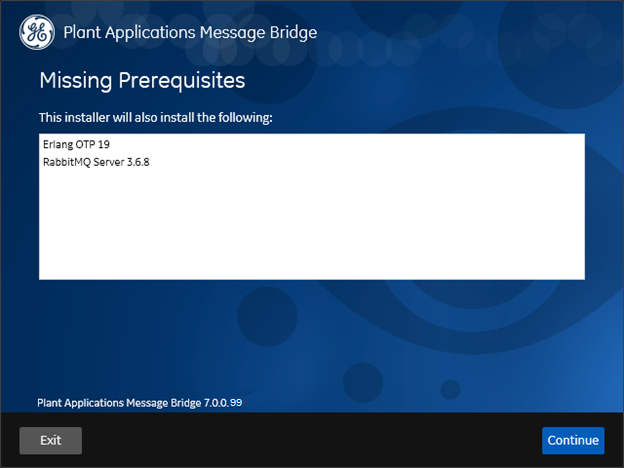 Plant Applications Message Bridge
Missing Prerequisites
This installer will also install the following:
Erlang OTP 19
RabbitMQ Server 3.6.8
Plant Applications Message Bridge 7.0.0.99
Exit
Continue